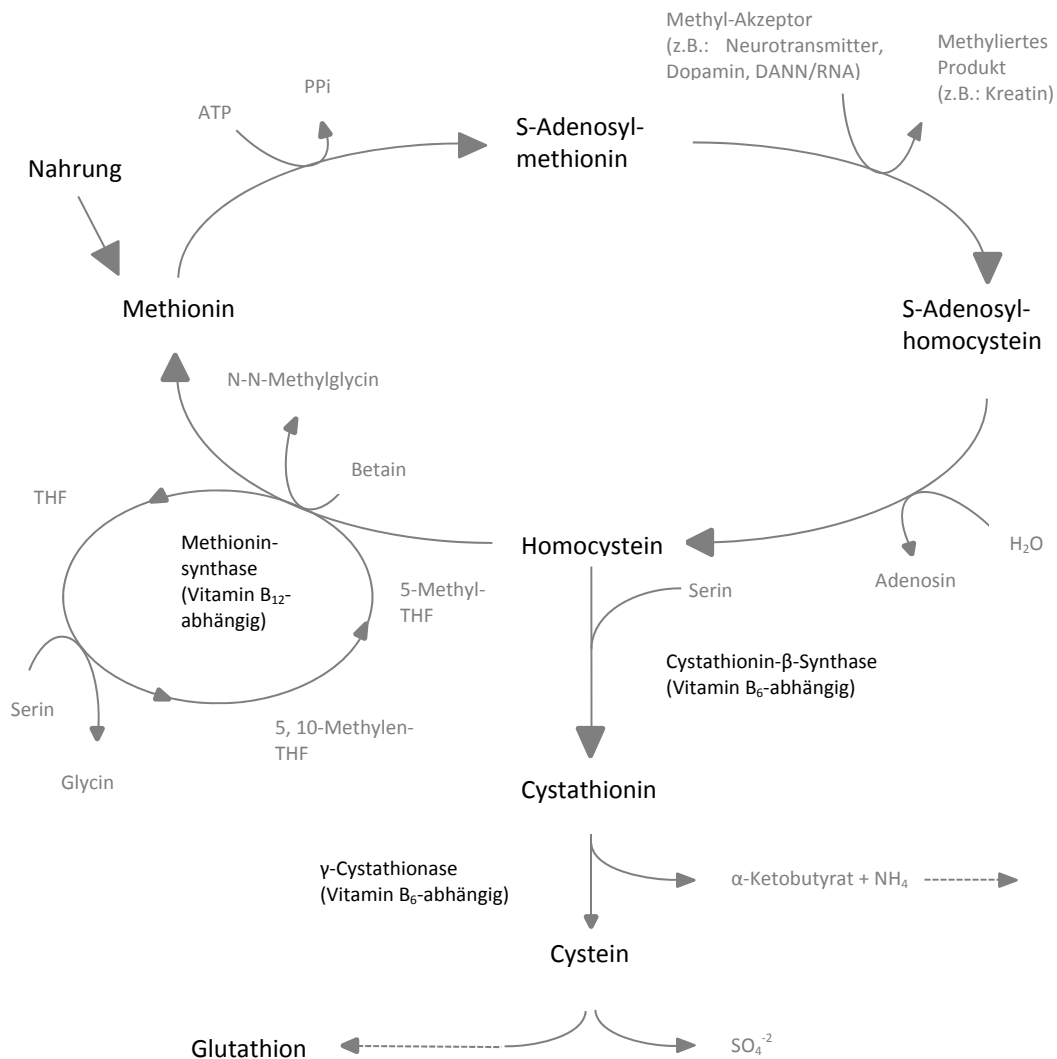 Methyl-Akzeptor
(z.B.: Neurotransmitter,
Dopamin, DANN/RNA)
Methyliertes
Produkt
(z.B.: Kreatin)
PPi
ATP
S-Adenosyl-
methionin
Nahrung
Methionin
S-Adenosyl-
homocystein
N-N-Methylglycin
Betain
THF
Methionin-
synthase
(Vitamin B₁₂-
abhängig)
5-Methyl-
THF
Homocystein
H₂O
Adenosin
Serin
Cystathionin-β-Synthase
(Vitamin B₆-abhängig)
Serin
5, 10-Methylen-
THF
Glycin
Cystathionin
γ-Cystathionase
(Vitamin B₆-abhängig)
α-Ketobutyrat + NH₄
Cystein
Glutathion
SO₄⁻²